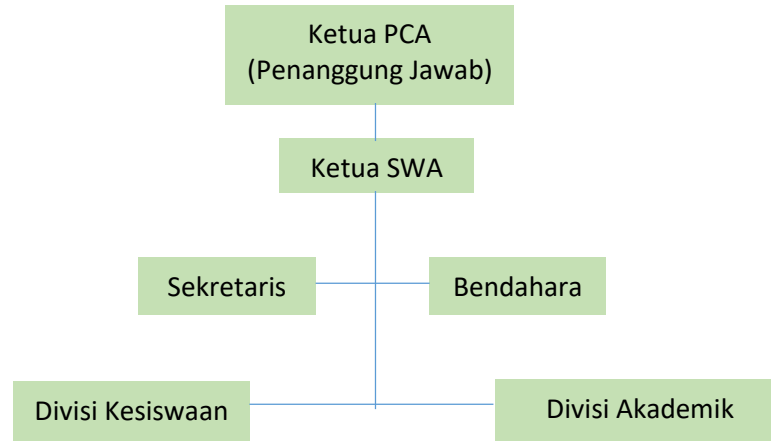 Ketua PCA
(Penanggung Jawab)
Ketua SWA
Sekretaris
Bendahara
Divisi Kesiswaan
Divisi Akademik